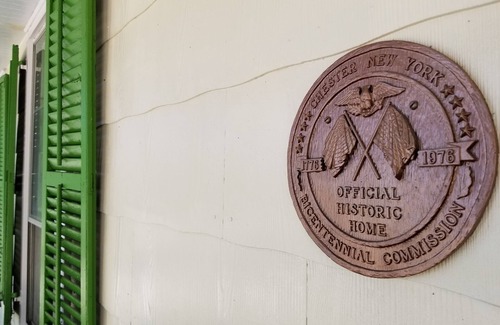 CHESTER NEW YORK
1776 1976
OFFICIAL
HISTORIC
HOME
BICENTENNIAL COMMISSION